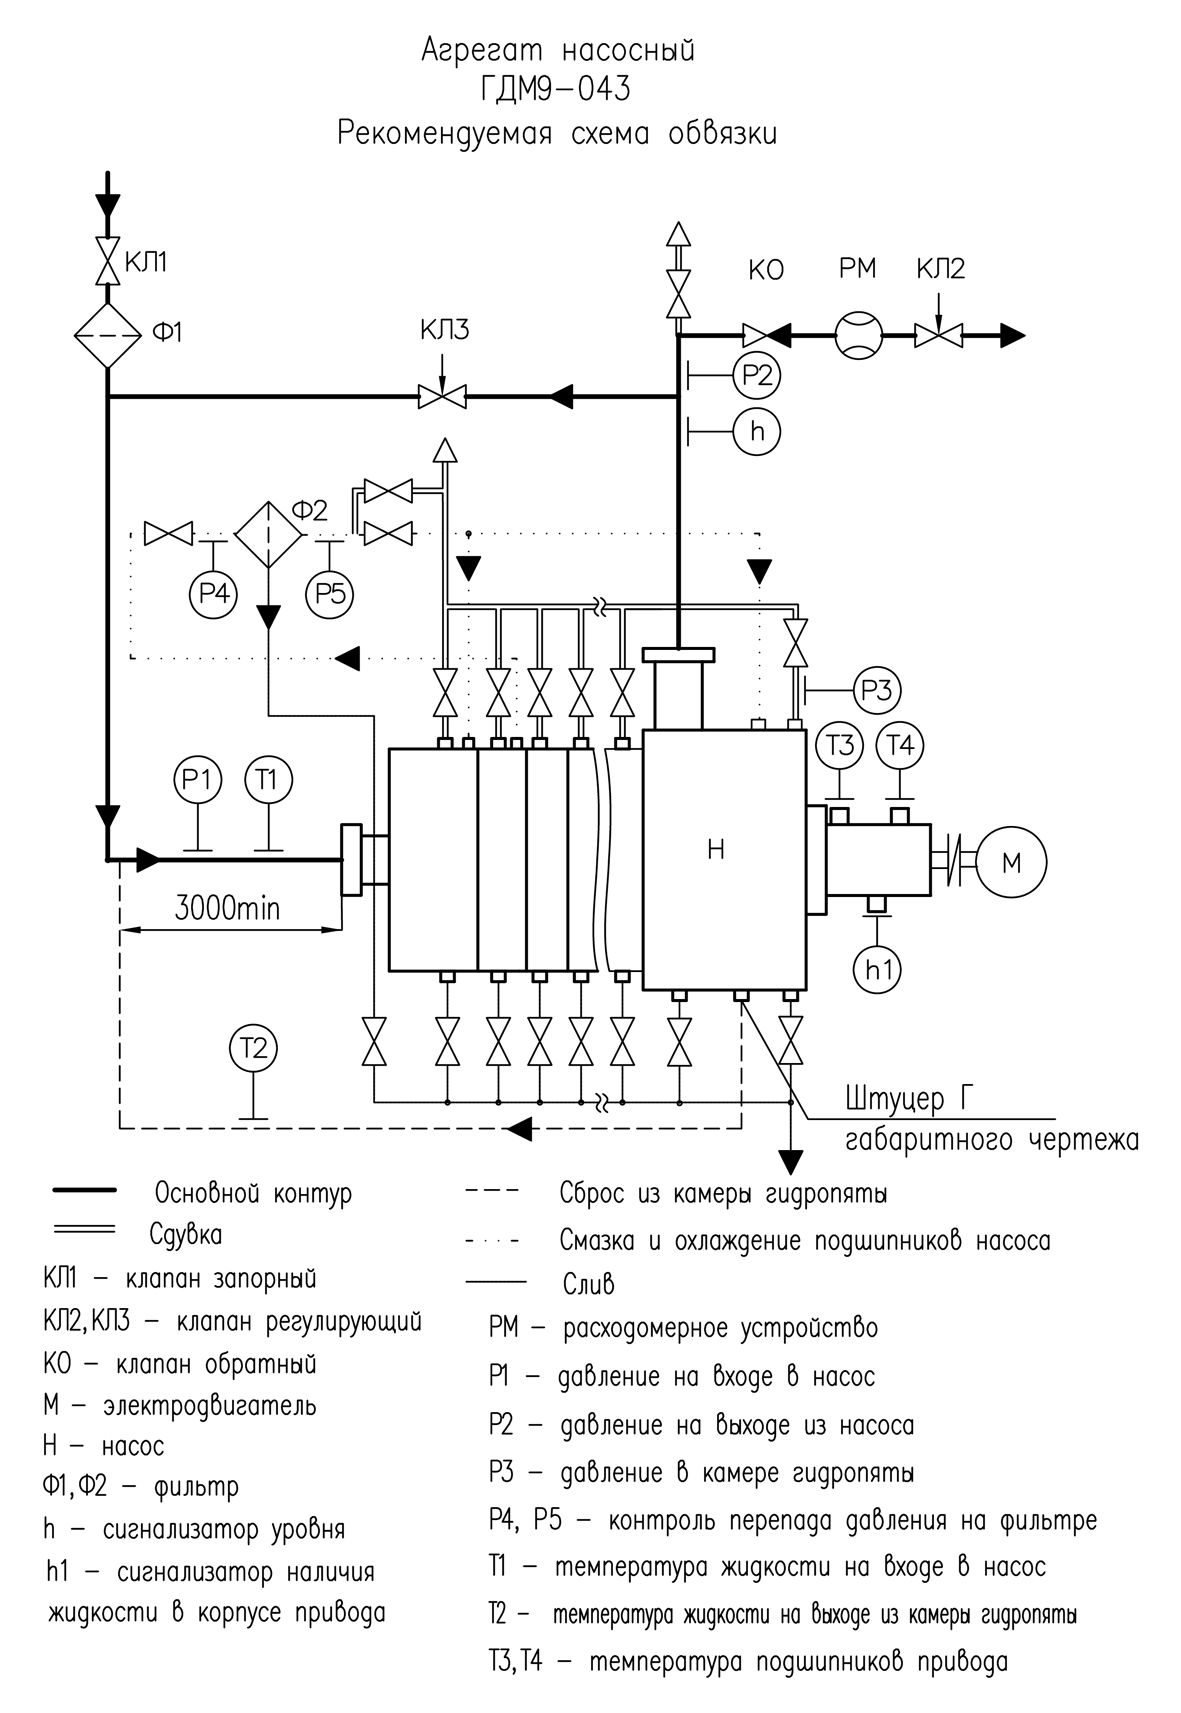 Агрегат насосный
ГДМ9-043
Рекомендуемая схема обвязки
КЛ1
КО
РМ
КЛ2
Ф1
КЛ3
Р2
h
Ф2
Р4
Р5
Р3
Т3
Т4
Р1
Т1
Н
М
3000min
h1
Т2
Штуцер Г
габаритного чертежа
Основной контур
Сдувка
КЛ1 – клапан запорный
КЛ2, КЛ3 – клапан регулирующий
КО – клапан обратный
М – электродвигатель
Н – насос
Ф1, Ф2 – фильтр
h – сигнализатор уровня
h1 – сигнализатор наличия
жидкости в корпусе привода
Сброс из камеры гидропяты
Смазка и охлаждение подшипников насоса
Слив
РМ – расходомерное устройство
Р1 – давление на входе в насос
Р2 – давление на выходе из насоса
Р3 – давление в камере гидропяты
Р4, Р5 – контроль перепада давления на фильтре
Т1 – температура жидкости на входе в насос
Т2 – температура жидкости на выходе из камеры гидропяты
Т3, Т4 – температура подшипников привода